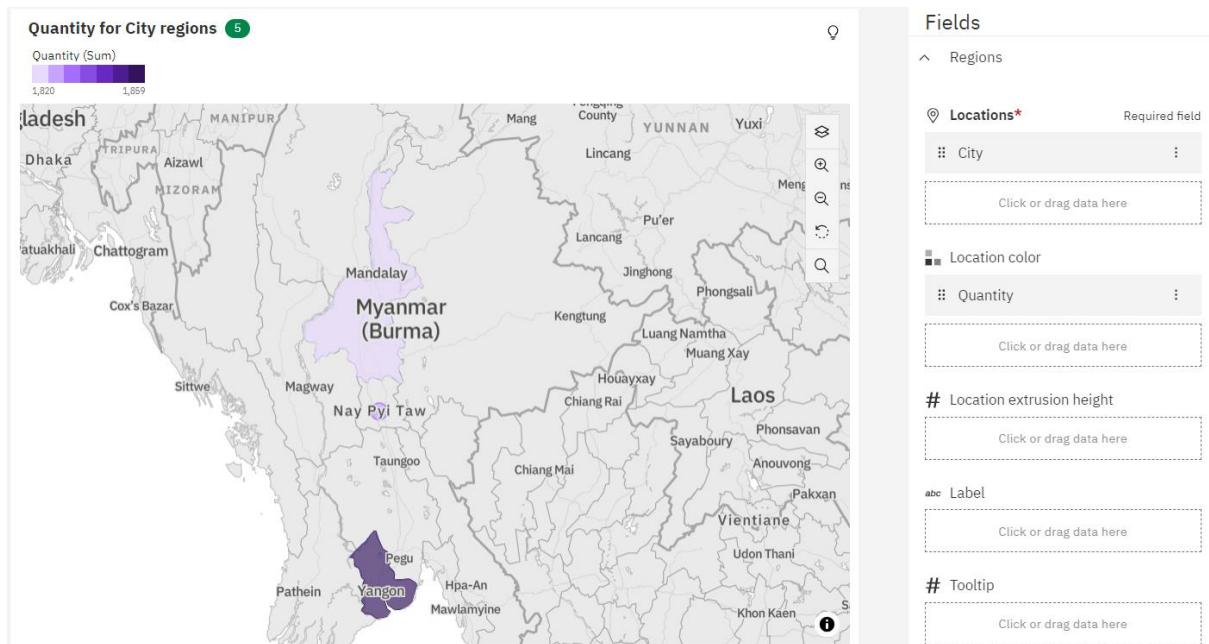 Quantity for City regions 5
Quantity (Sum)
1,820 1,859
Mang
County
YUNNAN
Yuxi
MANIPUR
Dhaka
TRIPURA
Aizawl
Lincang
MIZORAM
Pu'er
Lancang
Chattogram
Mandalay
Jinghong
Phongsali
Cox's Bazar
Myanmar
(Burma)
Kengtung
Luang Namtha
Muang Xay
Sittwe
Magway
Houayxay
Chiang Rai
Laos
Nay Pyi Taw
Phonsavan
Sayaboury
Taungoo
Chiang Mai
Anouvong
Pakxan
Vientiane
Pegu
Udon Thani
Pathein
Yangon
Hpa-An
Mawlamyine
Khon Kaen
Fields
Regions
Locations* Required field
City
Click or drag data here
Location color
Quantity
Click or drag data here
# Location extrusion height
Click or drag data here
abc Label
Click or drag data here
# Tooltip
Click or drag data here